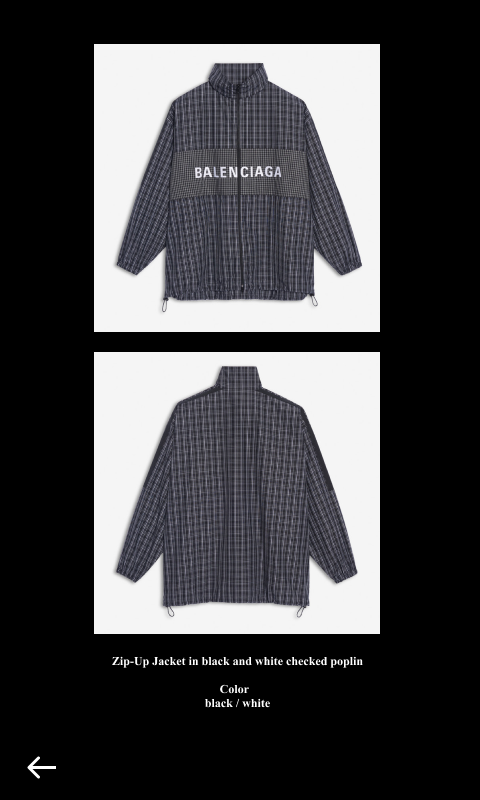 BALENCIAGA
Zip-Up Jacket in black and white checked poplin
Color
black / white